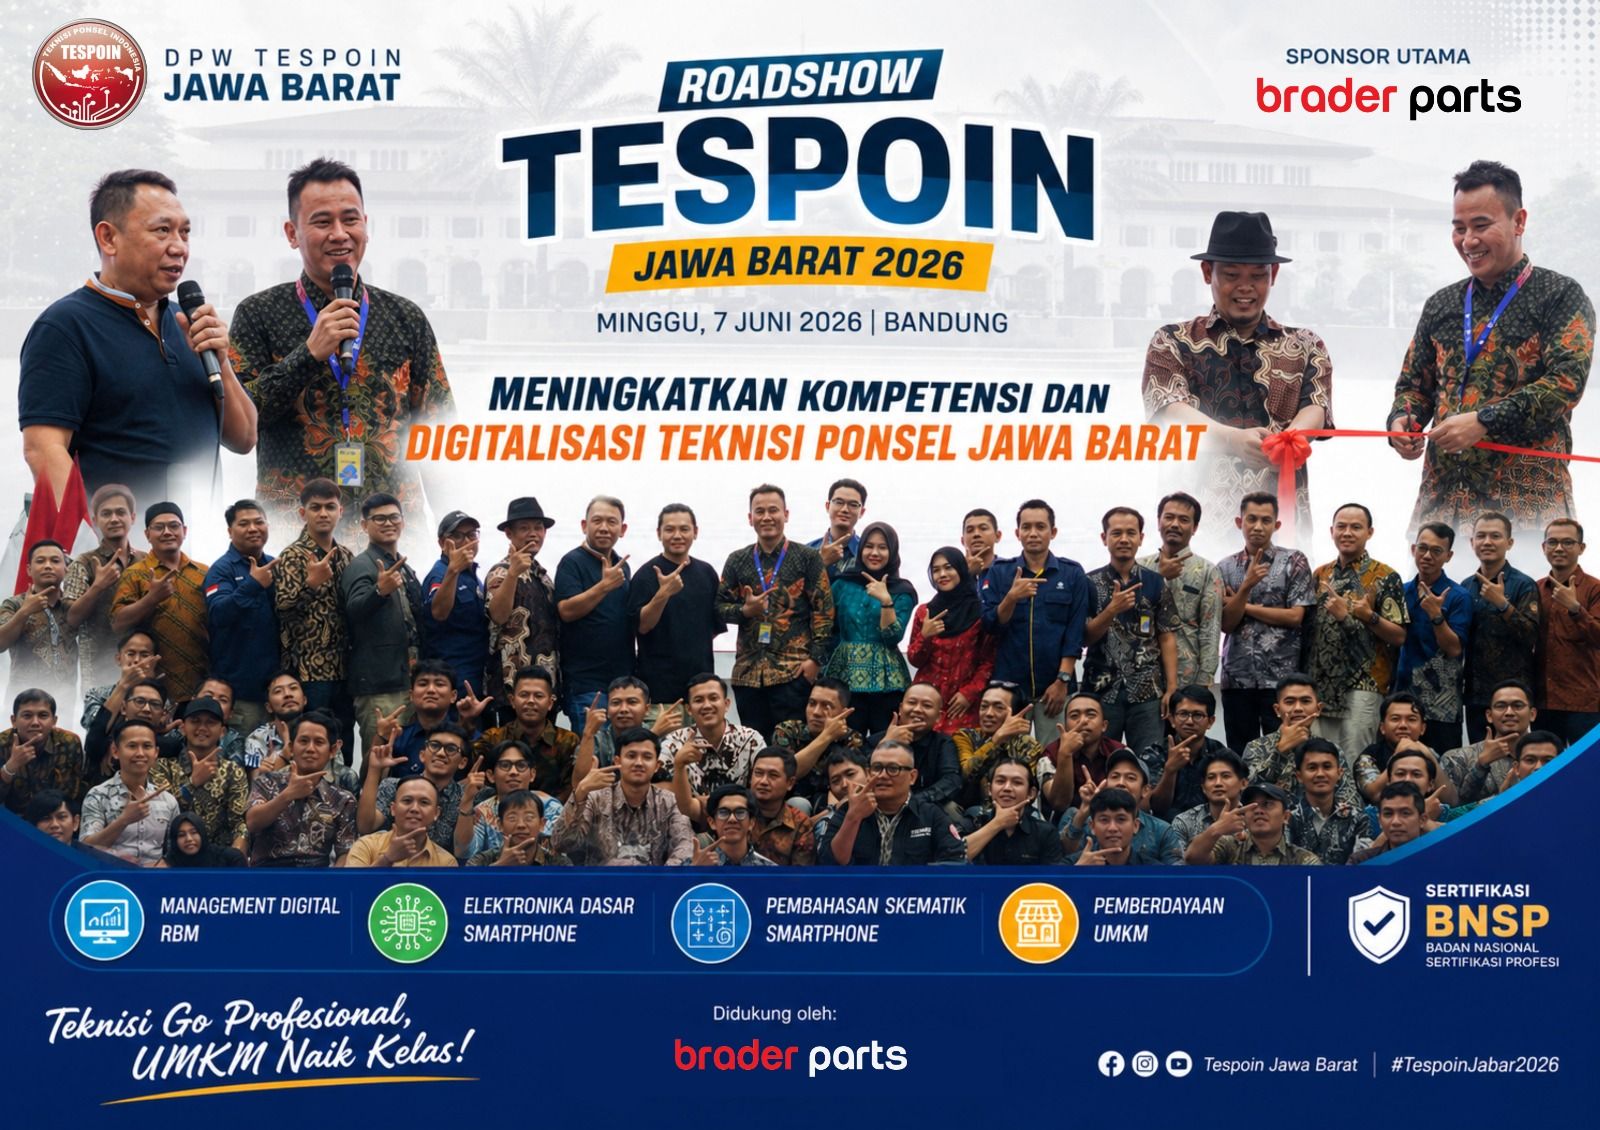 TEKNISI PONSEL INDONESIA
TESPOIN
DPW TESPOIN
JAWA BARAT
ROADSHOW
TESPOIN
JAWA BARAT 2026
MINGGU, 7 JUNI 2026 | BANDUNG
SPONSOR UTAMA
brader parts
MENINGKATKAN KOMPETENSI DAN
DIGITALISASI TEKNISI PONSEL JAWA BARAT
MANAGEMENT DIGITAL
RBM
ELEKTRONIKA DASAR
SMARTPHONE
PEMBAHASAN SKEMATIK
SMARTPHONE
PEMBERDAYAAN
UMKM
SERTIFIKASI
BNSP
BADAN NASIONAL
SERTIFIKASI PROFESI
Teknisi Go Profesional,
UMKM Naik Kelas!
Didukung oleh:
brader parts
Tespoin Jawa Barat | #TespoinJabar2026